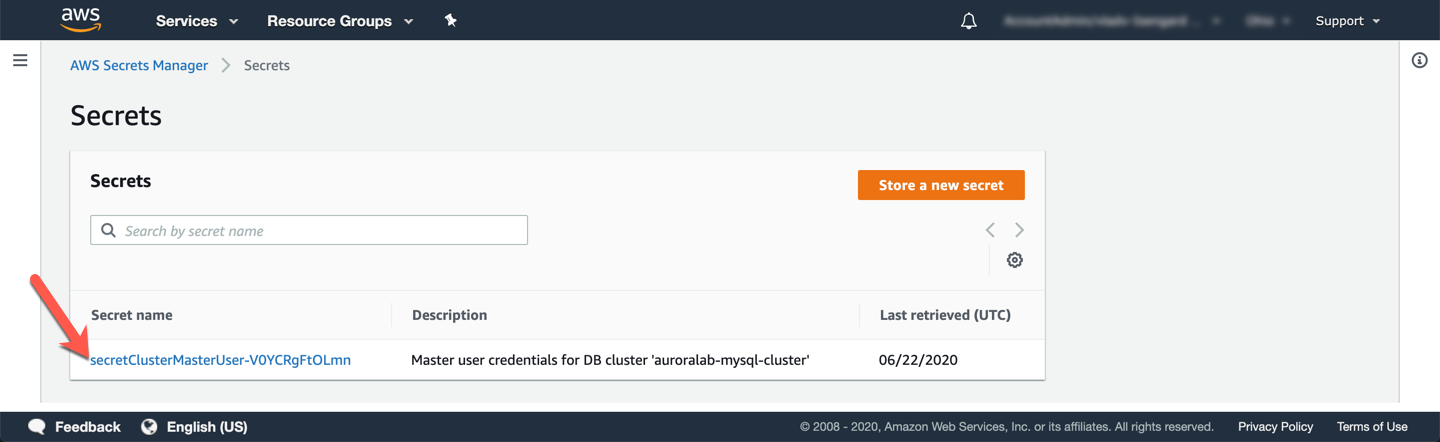 aws Services Resource Groups Support
AWS Secrets Manager Secrets
Secrets
Secrets
Store a new secret
Search by secret name
Secret name Description Last retrieved (UTC)
secretClusterMasterUser-V0YCRgFtOLmn Master user credentials for DB cluster 'auroralab-mysql-cluster' 06/22/2020
Feedback English (US) © 2008 - 2020, Amazon Web Services, Inc. or its affiliates. All rights reserved. Privacy Policy Terms of Use